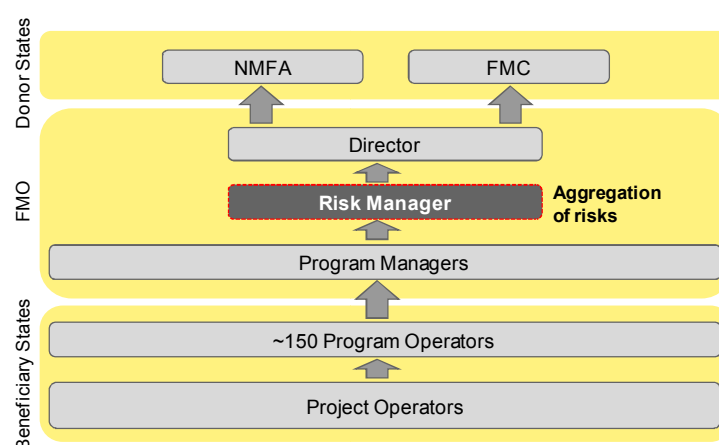 Donor States
NMFA
FMC
FMO
Director
Risk Manager
Aggregation
of risks
Program Managers
Beneficiary States
~150 Program Operators
Project Operators